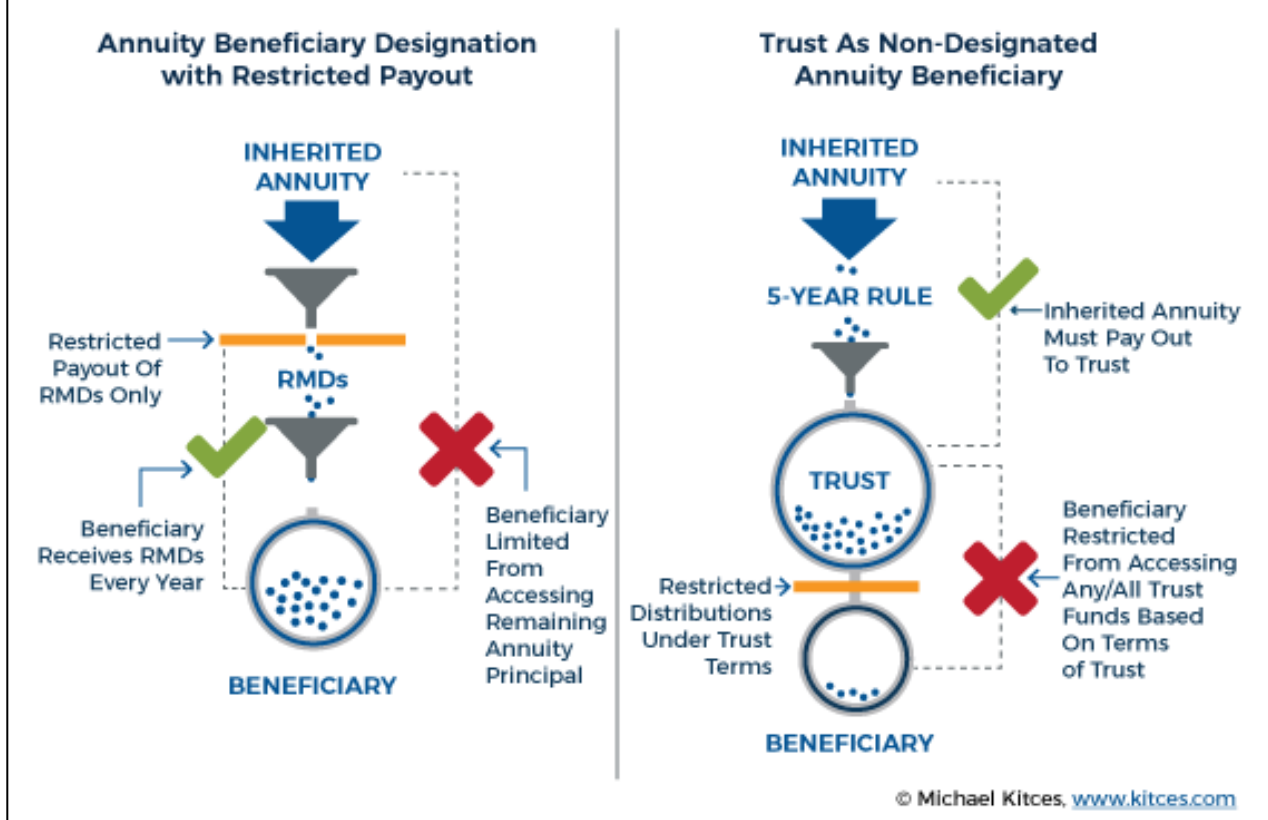 Annuity Beneficiary Designation
with Restricted Payout
INHERITED
ANNUITY
Restricted
Payout Of
RMDs Only
RMDs
Beneficiary
Receives RMDs
Every Year
Beneficiary
Limited
From
Accessing
Remaining
Annuity
Principal
BENEFICIARY
Trust As Non-Designated
Annuity Beneficiary
INHERITED
ANNUITY
5-YEAR RULE
Inherited Annuity
Must Pay Out
To Trust
TRUST
Restricted
Distributions
Under Trust
Terms
Beneficiary
Restricted
From Accessing
Any/All Trust
Funds Based
On Terms
of Trust
BENEFICIARY
© Michael Kitces, www.kitces.com